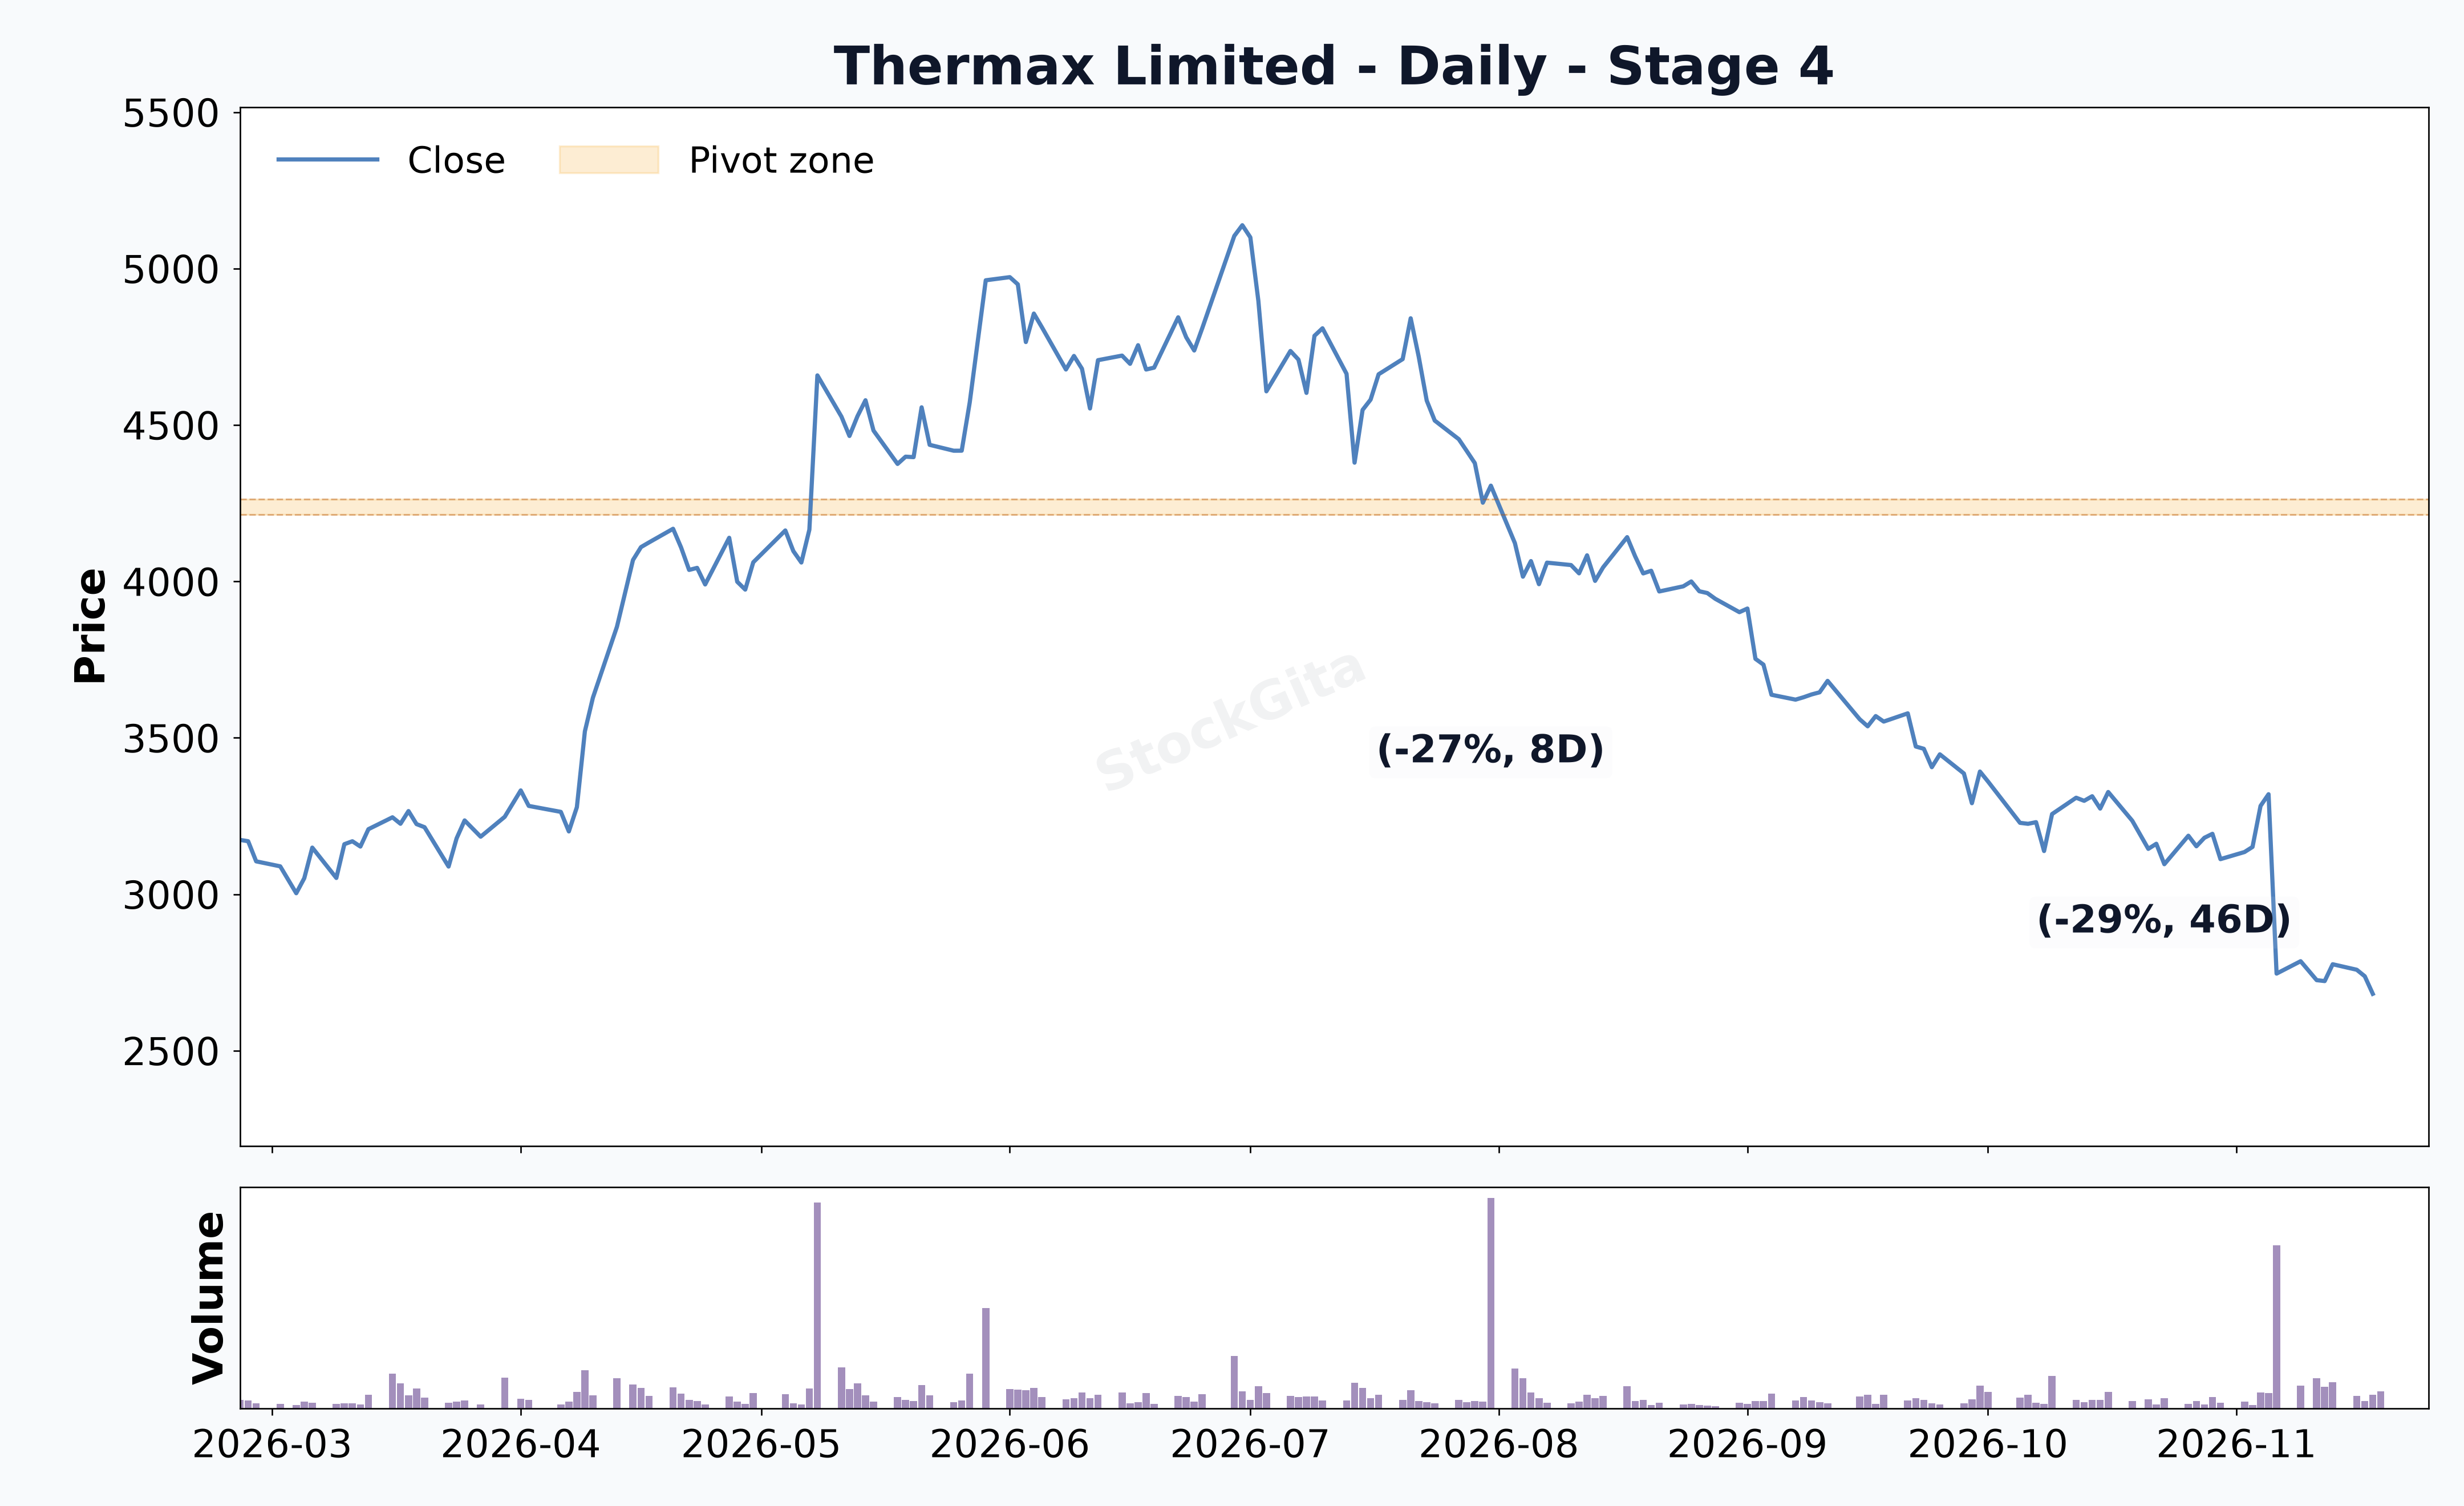 Thermax Limited - Daily - Stage 4
5500
5000
4500
4000
3500
3000
2500
Price
Close
Pivot zone
StockGita
(-27%, 8D)
(-29%, 46D)
Volume
2026-03
2026-04
2026-05
2026-06
2026-07
2026-08
2026-09
2026-10
2026-11